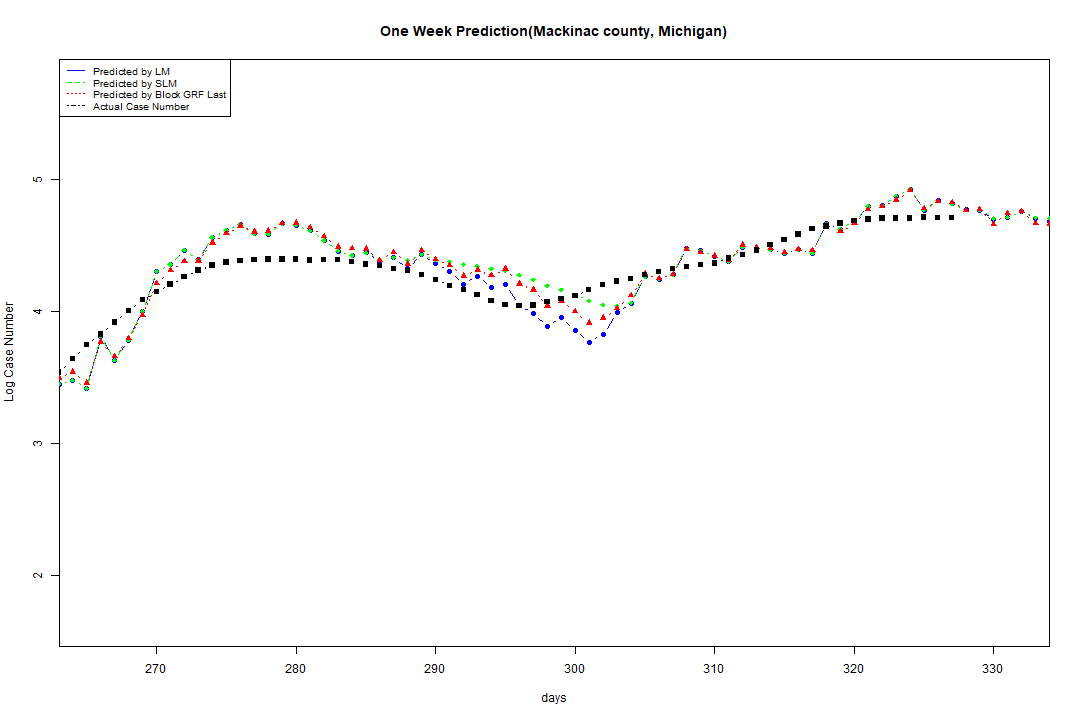 One Week Prediction(Mackinac county, Michigan)
Predicted by LM
Predicted by SLM
Predicted by Block GRF Last
Actual Case Number
Log Case Number
5
4
3
2
270 280 290 300 310 320 330
days